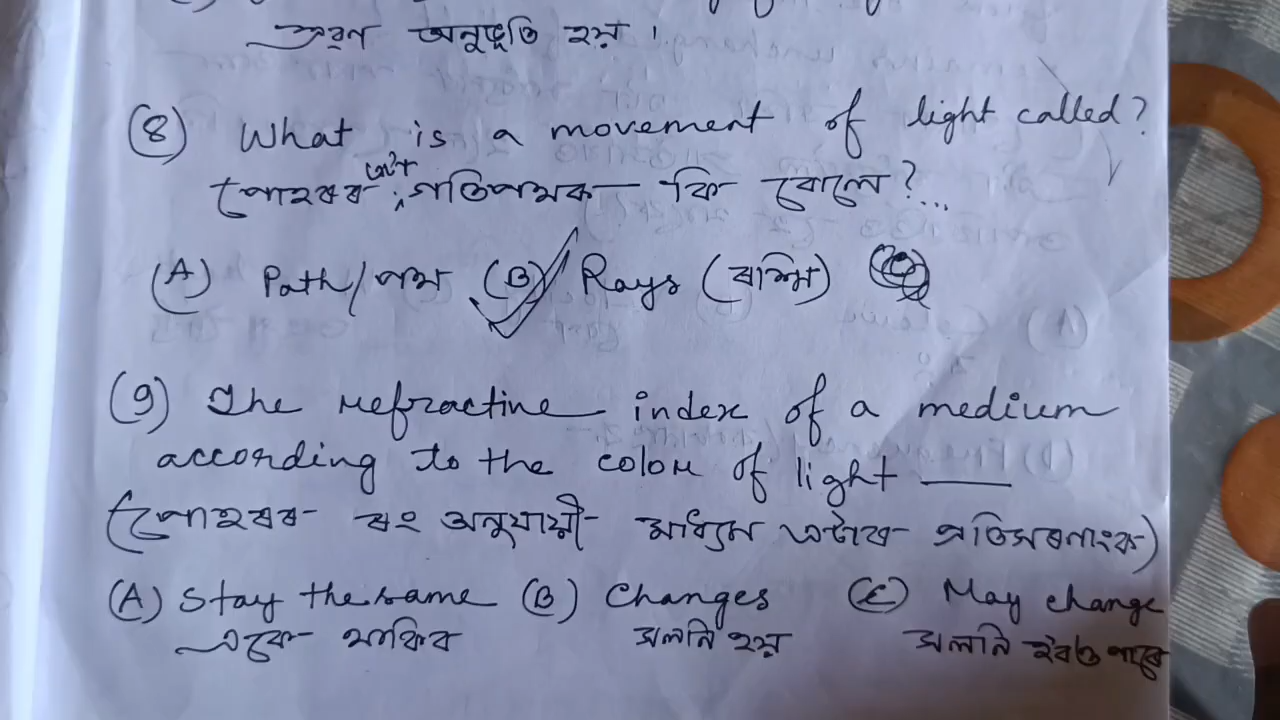 কৰণ অনুভূতি হয় ।
(8) What is a movement of light called?
পোহৰৰ গতিপথক কি বোলে?...
(A) Path/পথ (B) Rays (ৰশ্মি)
(9) The refractive index of a medium
according to the color of light ____
(পোহৰৰ ৰং অনুযায়ী মাধ্যম এটাৰ প্ৰতিসৰণাংক)
(A) Stay the same (B) Changes (C) May change
একে থাকিব সলনি হয় সলনি হ'ব পাৰে